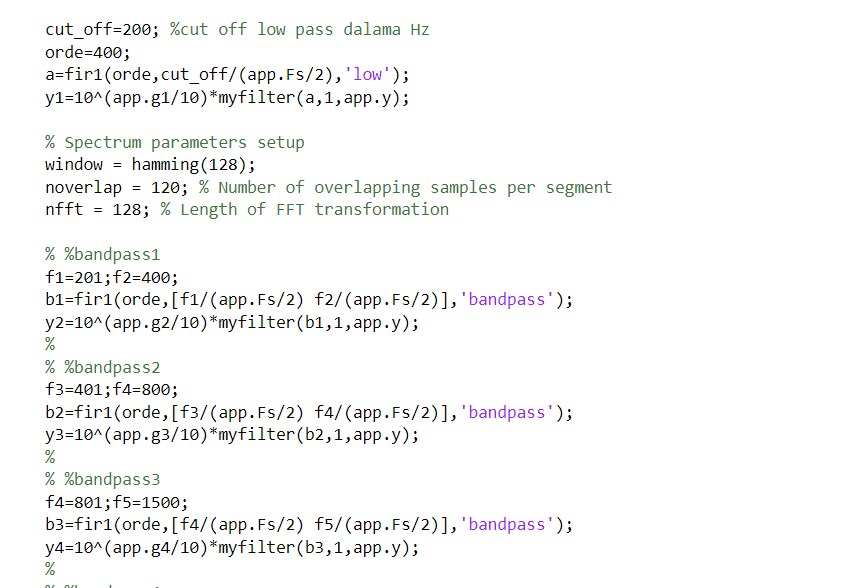 cut_off=200; %cut off low pass dalama Hz
orde=400;
a=fir1(orde,cut_off/(app.Fs/2),'low');
y1=10^(app.g1/10)*myfilter(a,1,app.y);
% Spectrum parameters setup
window = hamming(128);
noverlap = 120; % Number of overlapping samples per segment
nfft = 128; % Length of FFT transformation
% %bandpass1
f1=201;f2=400;
b1=fir1(orde,[f1/(app.Fs/2) f2/(app.Fs/2)],'bandpass');
y2=10^(app.g2/10)*myfilter(b1,1,app.y);
%
% %bandpass2
f3=401;f4=800;
b2=fir1(orde,[f3/(app.Fs/2) f4/(app.Fs/2)],'bandpass');
y3=10^(app.g3/10)*myfilter(b2,1,app.y);
%
% %bandpass3
f4=801;f5=1500;
b3=fir1(orde,[f4/(app.Fs/2) f5/(app.Fs/2)],'bandpass');
y4=10^(app.g4/10)*myfilter(b3,1,app.y);
%